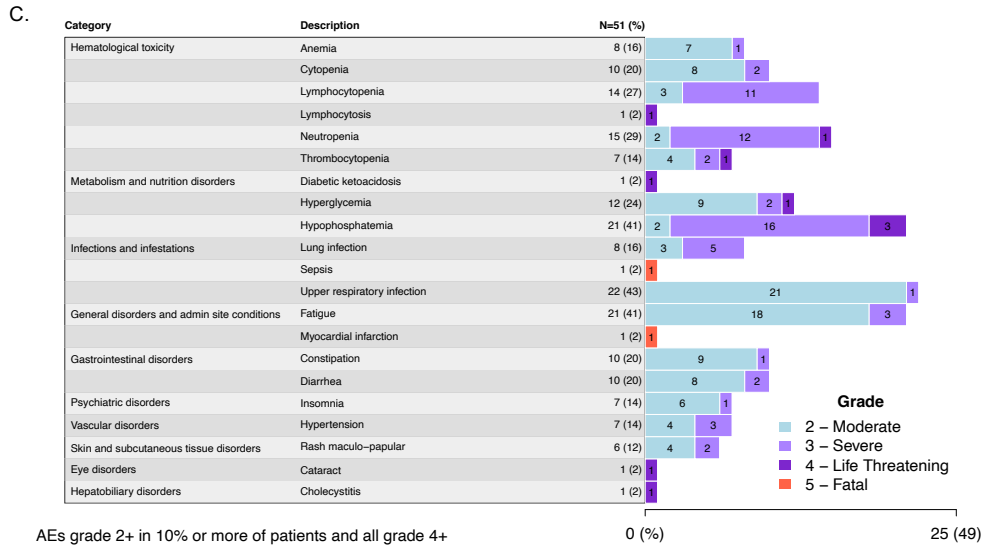 C.
Category Description N=51 (%)
Hematological toxicity Anemia 8 (16) 7 1
Cytopenia 10 (20) 8 2
Lymphocytopenia 14 (27) 3 11
Lymphocytosis 1 (2) 1
Neutropenia 15 (29) 2 12 1
Thrombocytopenia 7 (14) 4 2 1
Metabolism and nutrition disorders Diabetic ketoacidosis 1 (2) 1
Hyperglycemia 12 (24) 9 2 1
Hypophosphatemia 21 (41) 2 16 3
Infections and infestations Lung infection 8 (16) 3 5
Sepsis 1 (2) 1
Upper respiratory infection 22 (43) 21 1
General disorders and admin site conditions Fatigue 21 (41) 18 3
Myocardial infarction 1 (2) 1
Gastrointestinal disorders Constipation 10 (20) 9 1
Diarrhea 10 (20) 8 2
Psychiatric disorders Insomnia 7 (14) 6 1
Vascular disorders Hypertension 7 (14) 4 3
Skin and subcutaneous tissue disorders Rash maculo−papular 6 (12) 4 2
Eye disorders Cataract 1 (2) 1
Hepatobiliary disorders Cholecystitis 1 (2) 1
Grade
2 − Moderate
3 − Severe
4 − Life Threatening
5 − Fatal
AEs grade 2+ in 10% or more of patients and all grade 4+
0 (%) 25 (49)